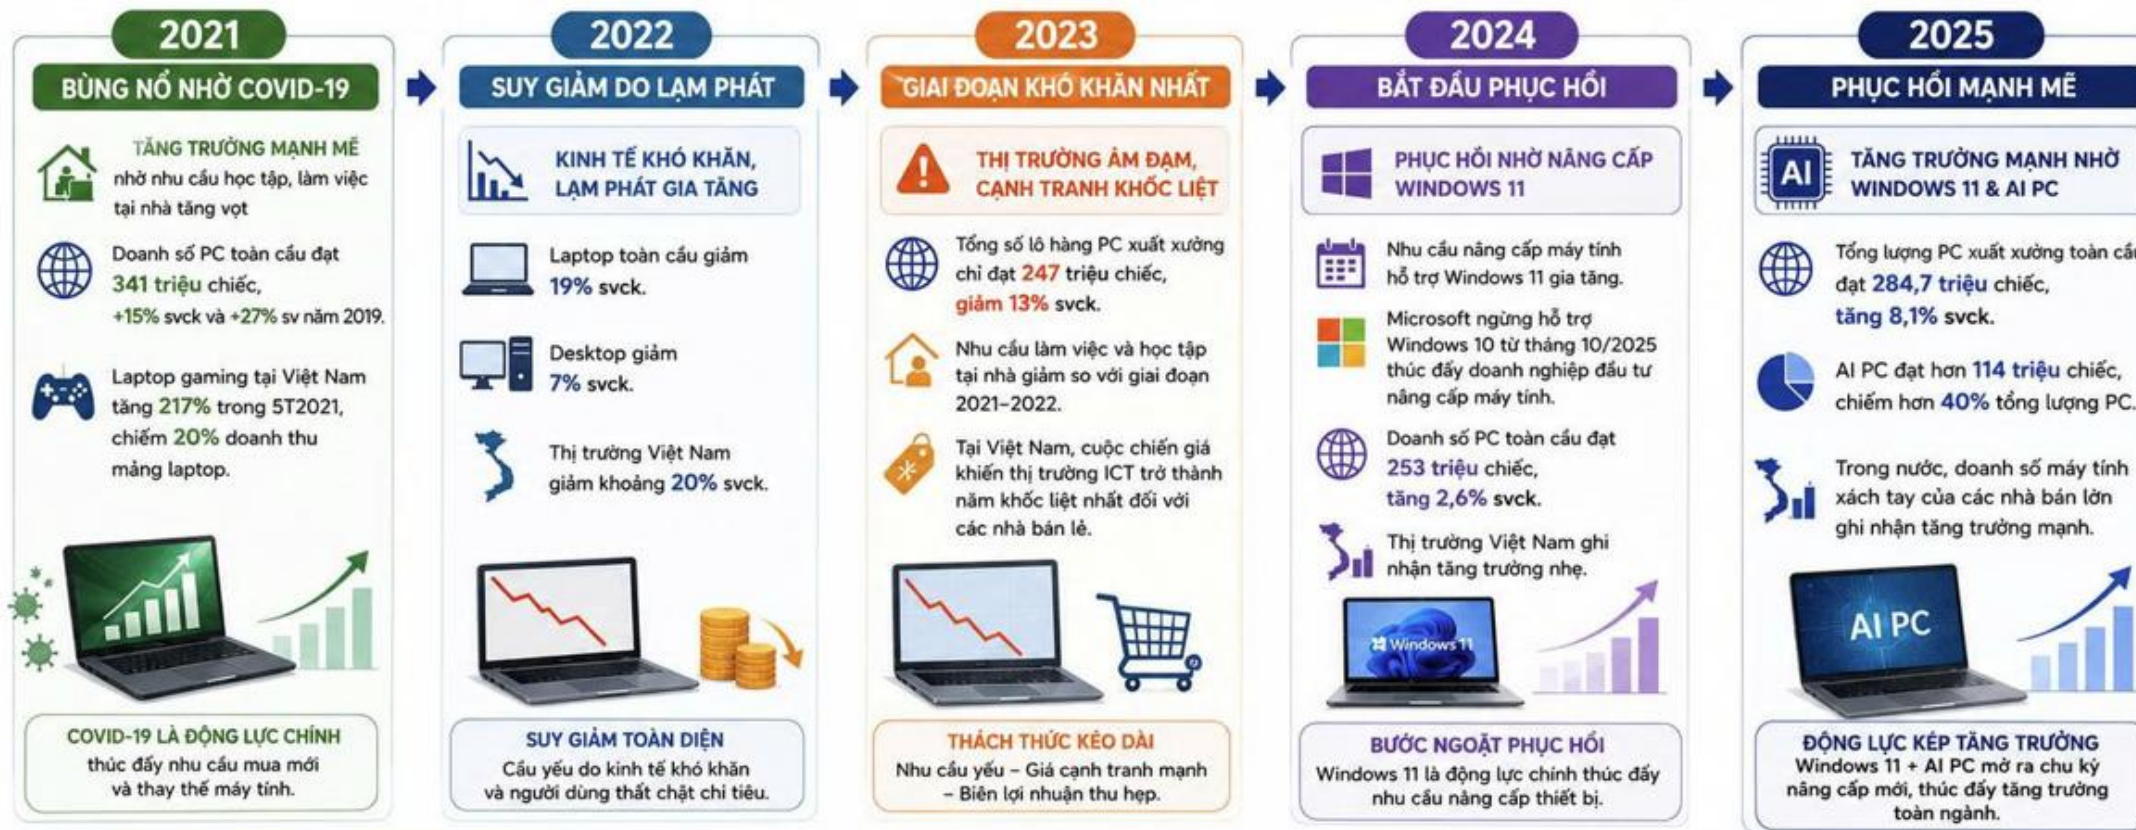 2021
BÙNG NỔ NHỜ COVID-19
TĂNG TRƯỞNG MẠNH MẼ
nhờ nhu cầu học tập, làm việc
tại nhà tăng vọt
Doanh số PC toàn cầu đạt
341 triệu chiếc,
+15% svck và +27% sv năm 2019.
Laptop gaming tại Việt Nam
tăng 217% trong 5T2021,
chiếm 20% doanh thu
mảng laptop.
COVID-19 LÀ ĐỘNG LỰC CHÍNH
thúc đẩy nhu cầu mua mới
và thay thế máy tính.
2022
SUY GIẢM DO LẠM PHÁT
KINH TẾ KHÓ KHĂN,
LẠM PHÁT GIA TĂNG
Laptop toàn cầu giảm
19% svck.
Desktop giảm
7% svck.
Thị trường Việt Nam
giảm khoảng 20% svck.
SUY GIẢM TOÀN DIỆN
Cầu yếu do kinh tế khó khăn
và người dùng thắt chặt chi tiêu.
2023
GIAI ĐOẠN KHÓ KHĂN NHẤT
THỊ TRƯỜNG ẢM ĐẠM,
CẠNH TRANH KHỐC LIỆT
Tổng số lô hàng PC xuất xưởng
chỉ đạt 247 triệu chiếc,
giảm 13% svck.
Nhu cầu làm việc và học tập
tại nhà giảm so với giai đoạn
2021–2022.
Tại Việt Nam, cuộc chiến giá
khiến thị trường ICT trở thành
năm khốc liệt nhất đối với
các nhà bán lẻ.
THÁCH THỨC KÉO DÀI
Nhu cầu yếu – Giá cạnh tranh mạnh
– Biên lợi nhuận thu hẹp.
2024
BẮT ĐẦU PHỤC HỒI
PHỤC HỒI NHỜ NÂNG CẤP
WINDOWS 11
Nhu cầu nâng cấp máy tính
hỗ trợ Windows 11 gia tăng.
Microsoft ngừng hỗ trợ
Windows 10 từ tháng 10/2025
thúc đẩy doanh nghiệp đầu tư
nâng cấp máy tính.
Doanh số PC toàn cầu đạt
253 triệu chiếc,
tăng 2,6% svck.
Thị trường Việt Nam ghi
nhận tăng trưởng nhẹ.
Windows 11
BƯỚC NGOẶT PHỤC HỒI
Windows 11 là động lực chính thúc đẩy
nhu cầu nâng cấp thiết bị.
2025
PHỤC HỒI MẠNH MẼ
AI
TĂNG TRƯỞNG MẠNH NHỜ
WINDOWS 11 & AI PC
Tổng lượng PC xuất xưởng toàn cầu
đạt 284,7 triệu chiếc,
tăng 8,1% svck.
AI PC đạt hơn 114 triệu chiếc,
chiếm hơn 40% tổng lượng PC.
Trong nước, doanh số máy tính
xách tay của các nhà bán lớn
ghi nhận tăng trưởng mạnh.
AI PC
ĐỘNG LỰC KÉP TĂNG TRƯỞNG
Windows 11 + AI PC mở ra chu kỳ
nâng cấp mới, thúc đẩy tăng trưởng
toàn ngành.